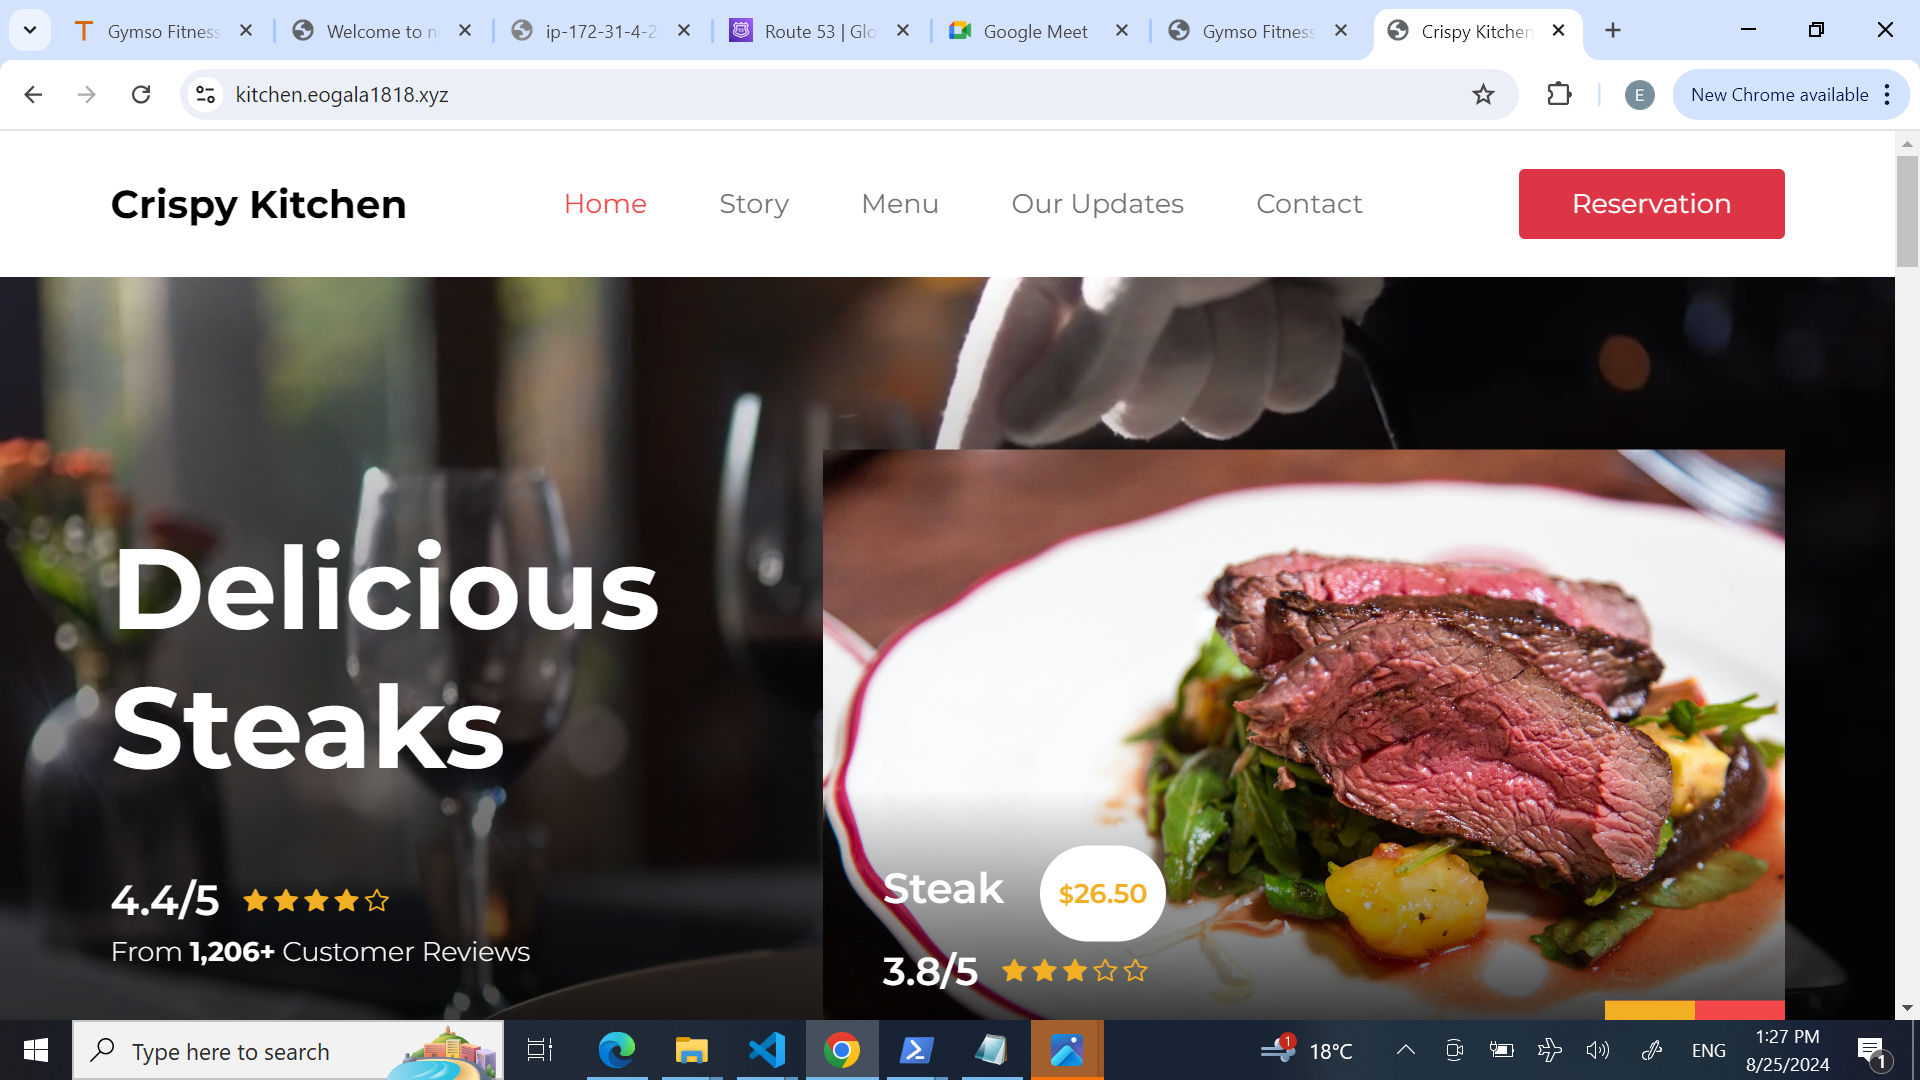 Gymso Fitness
Welcome to n
ip-172-31-4-2
Route 53 | Glo
Google Meet
Gymso Fitness
Crispy Kitchen
kitchen.eogala1818.xyz
E
New Chrome available
Crispy Kitchen
Home
Story
Menu
Our Updates
Contact
Reservation
Delicious
Steaks
4.4/5
From 1,206+ Customer Reviews
Steak
$26.50
3.8/5
Type here to search
1
18°C
ENG
1:27 PM
8/25/2024
1